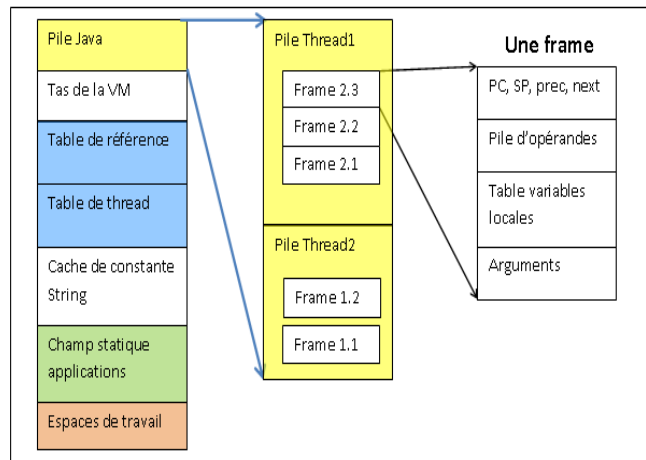 Pile Java
Tas de la VM
Table de référence
Table de thread
Cache de constante
String
Champ statique
applications
Espaces de travail
Pile Thread1
Frame 2.3
Frame 2.2
Frame 2.1
Pile Thread2
Frame 1.2
Frame 1.1
Une frame
PC, SP, prec, next
Pile d'opérandes
Table variables
locales
Arguments